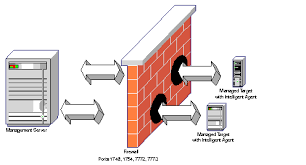 Managed Target
with Intelligent Agent
Management Server
Firewall
Managed Target
with Intelligent Agent
Ports 1748, 1754, 7772, 7773